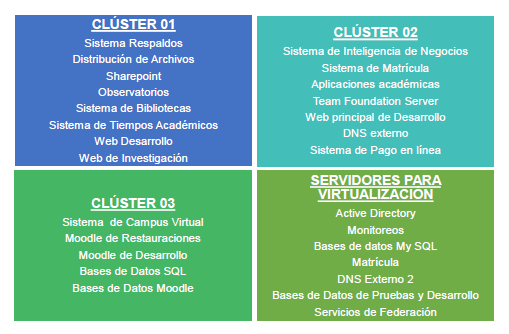 CLÚSTER 01
Sistema Respaldos
Distribución de Archivos
Sharepoint
Observatorios
Sistema de Bibliotecas
Sistema de Tiempos Académicos
Web Desarrollo
Web de Investigación
CLÚSTER 02
Sistema de Inteligencia de Negocios
Sistema de Matrícula
Aplicaciones académicas
Team Foundation Server
Web principal de Desarrollo
DNS externo
Sistema de Pago en línea
CLÚSTER 03
Sistema de Campus Virtual
Moodle de Restauraciones
Moodle de Desarrollo
Bases de Datos SQL
Bases de Datos Moodle
SERVIDORES PARA
VIRTUALIZACIÓN
Active Directory
Monitoreos
Bases de datos My SQL
Matrícula
DNS Externo 2
Bases de Datos de Pruebas y Desarrollo
Servicios de Federación